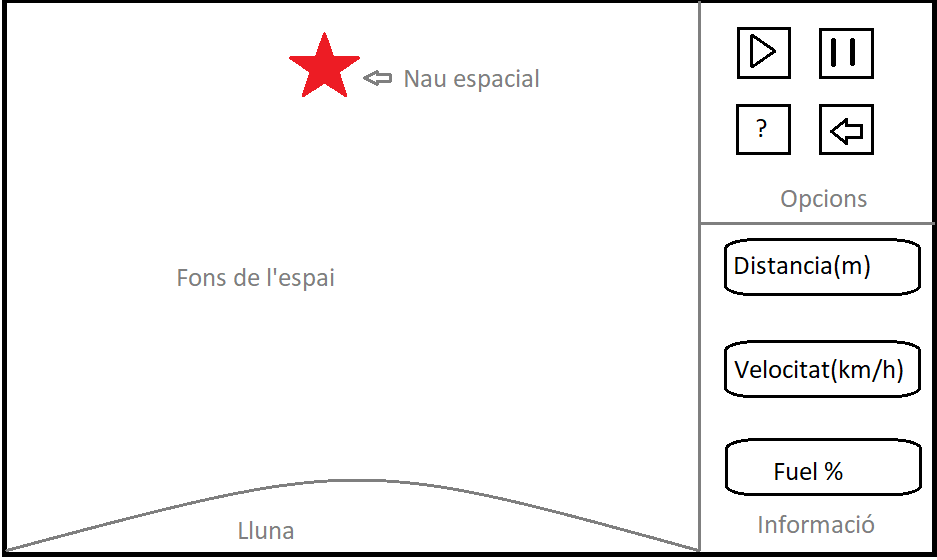 Nau espacial
Fons de l'espai
Lluna
?
Opcions
Distancia(m)
Velocitat(km/h)
Fuel %
Informació